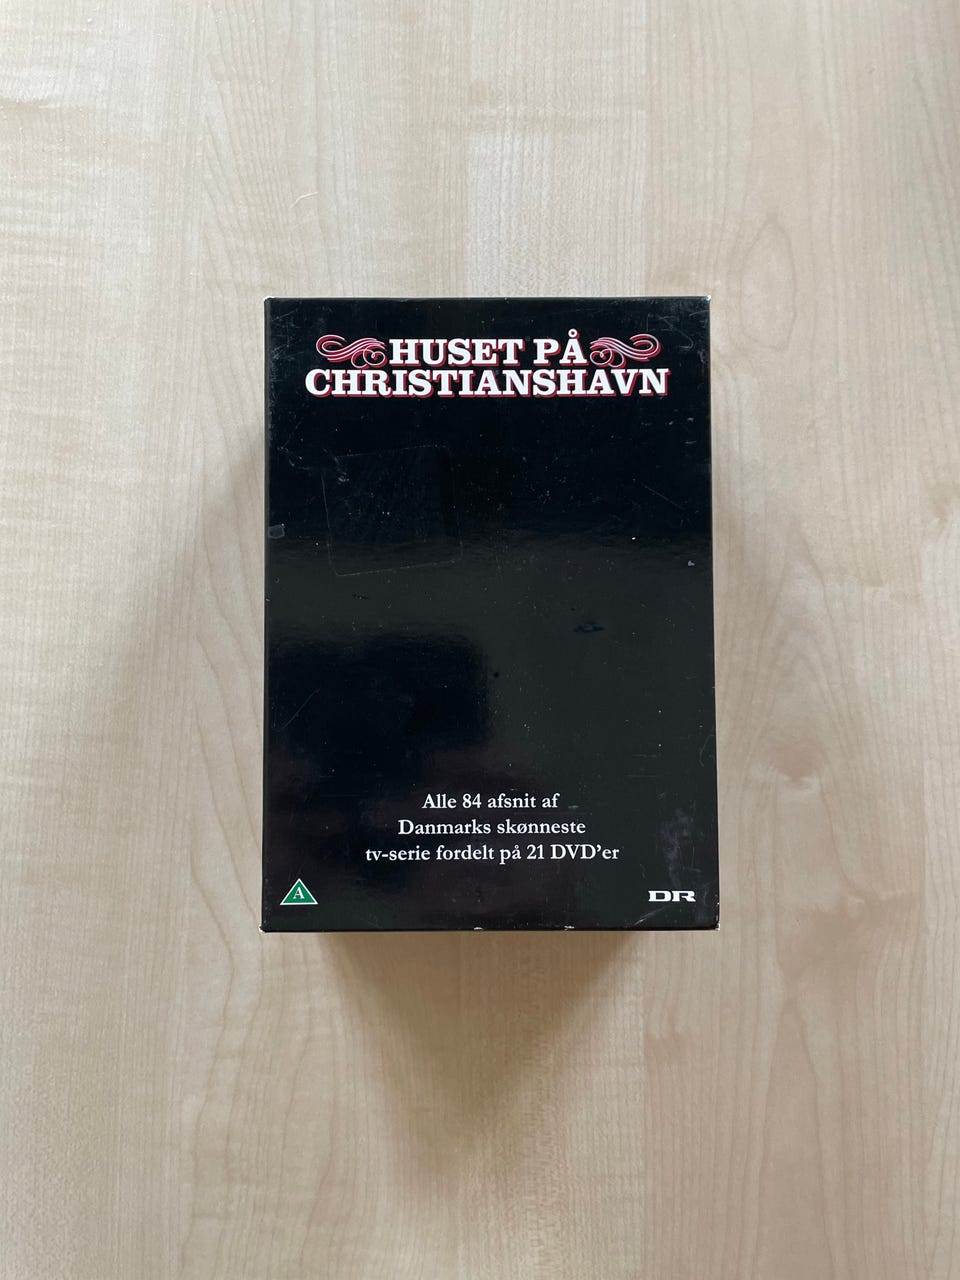 HUSET PÅ
CHRISTIANSHAVN
Alle 84 afsnit af
Danmarks skønneste
tv-serie fordelt på 21 DVD’er
A
DR